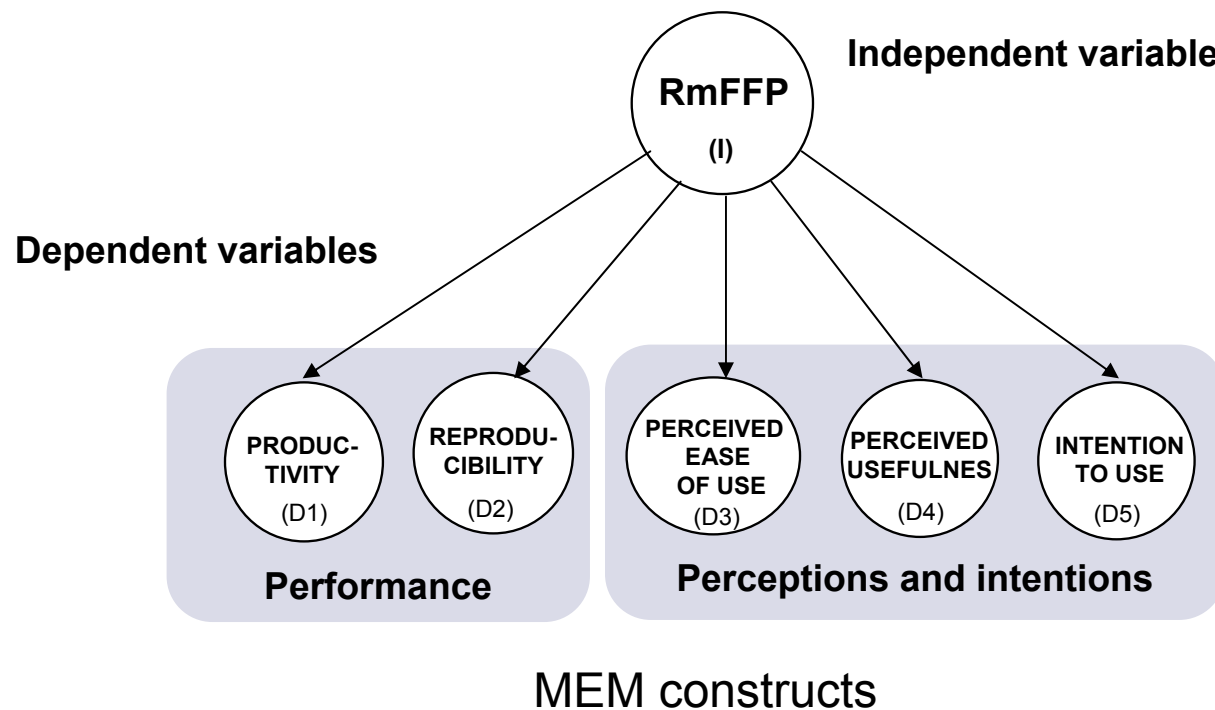 Independent variable
RmFFP
(I)
Dependent variables
PRODUC-
TIVITY
(D1)
REPRODU-
CIBILITY
(D2)
PERCEIVED
EASE
OF USE
(D3)
PERCEIVED
USEFULNES
(D4)
INTENTION
TO USE
(D5)
Performance
Perceptions and intentions
MEM constructs